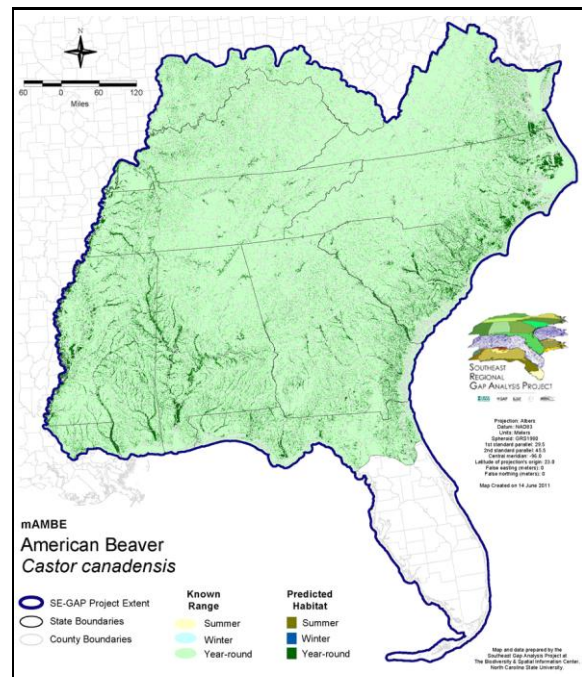 60 0 60 120
Miles
SOUTHEAST
REGIONAL
GAP ANALYSIS PROJECT
Projection: Albers
Datum: NAD83
Units: Meters
Spheroid: GRS1980
1st standard parallel: 29.5
2nd standard parallel: 45.5
Central meridian: -96.0
Latitude of projection's origin: 23.0
False easting (meters): 0
False northing (meters): 0
Map Created on 14 June 2011
mAMBE
American Beaver
Castor canadensis
SE-GAP Project Extent
State Boundaries
County Boundaries
Known
Range
Summer
Winter
Year-round
Predicted
Habitat
Summer
Winter
Year-round
Map and data prepared by the
Southeast Gap Analysis Project at
The Biodiversity & Spatial Information Center,
North Carolina State University.